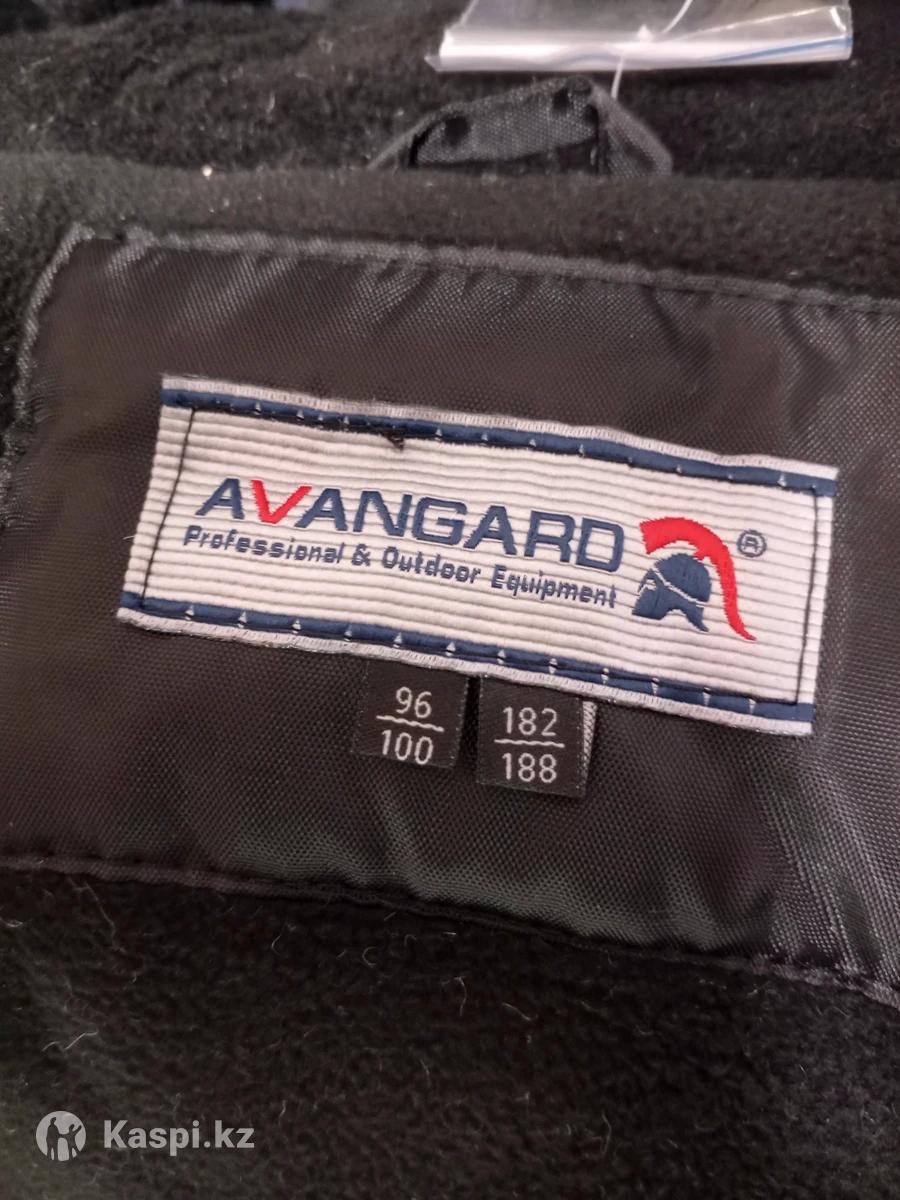 AVANGARD
®
Professional & Outdoor Equipment
96
100
182
188
Kaspi.kz